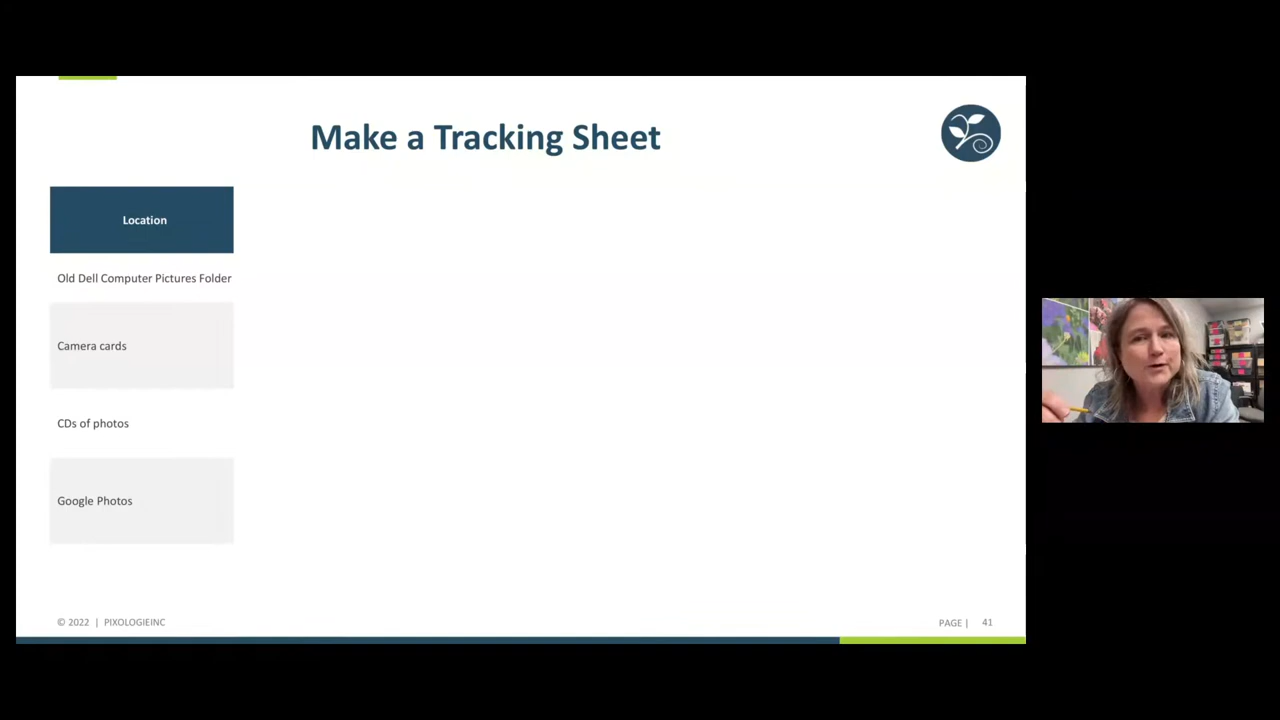 Make a Tracking Sheet
Location
Old Dell Computer Pictures Folder
Camera cards
CDs of photos
Google Photos
© 2022 | PIXOLOGIEINC
PAGE | 41